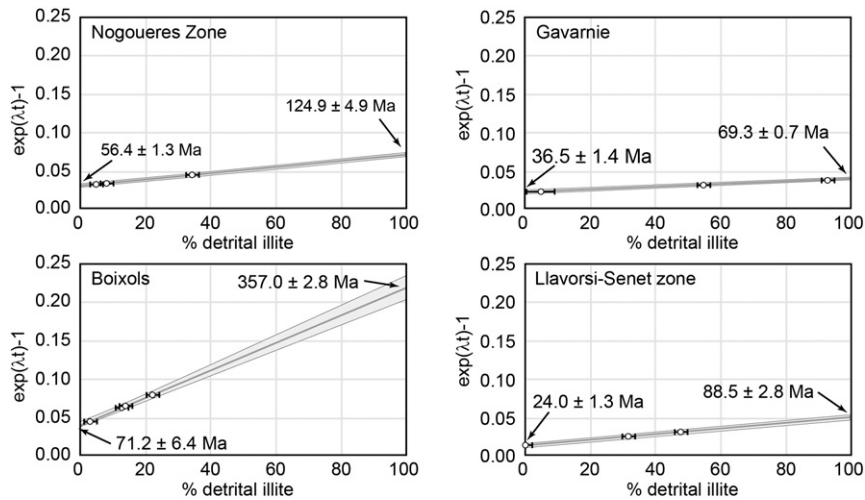 Nogoueres Zone
exp(λt)-1
0.25
0.20
0.15
0.10
0.05
0.00
124.9 ± 4.9 Ma
56.4 ± 1.3 Ma
0 20 40 60 80 100
% detrital illite
Gavarnie
exp(λt)-1
0.25
0.20
0.15
0.10
0.05
0.00
69.3 ± 0.7 Ma
36.5 ± 1.4 Ma
0 20 40 60 80 100
% detrital illite
Boixols
exp(λt)-1
0.25
0.20
0.15
0.10
0.05
0.00
357.0 ± 2.8 Ma
71.2 ± 6.4 Ma
0 20 40 60 80 100
% detrital illite
Llavorsi-Senet zone
exp(λt)-1
0.25
0.20
0.15
0.10
0.05
0.00
88.5 ± 2.8 Ma
24.0 ± 1.3 Ma
0 20 40 60 80 100
% detrital illite